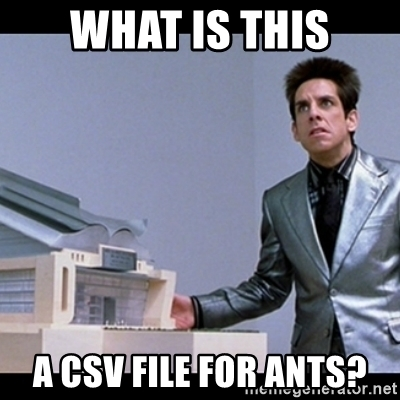 WHAT IS THIS
A CSV FILE FOR ANTS?
memegenerator.net